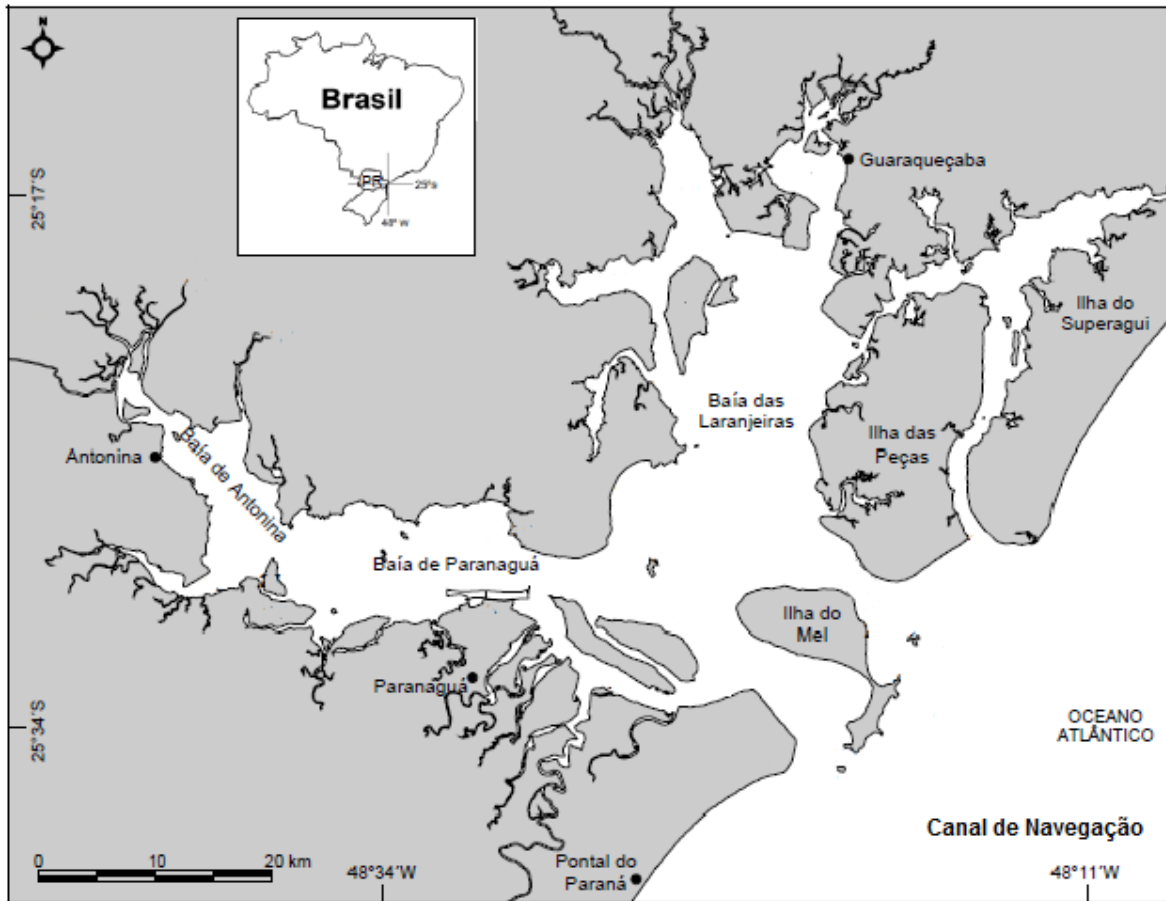 N
Brasil
PR
25ºs
48º W
Guaraqueçaba
25°17´S
Ilha do
Superagui
Baía das
Laranjeiras
Ilha das
Peças
Antonina
Baía de Antonina
Baía de Paranaguá
Ilha do
Mel
Paranaguá
25°34´S
OCEANO
ATLÂNTICO
Canal de Navegação
0 10 20 km
48°34´W
Pontal do
Paraná
48°11´W